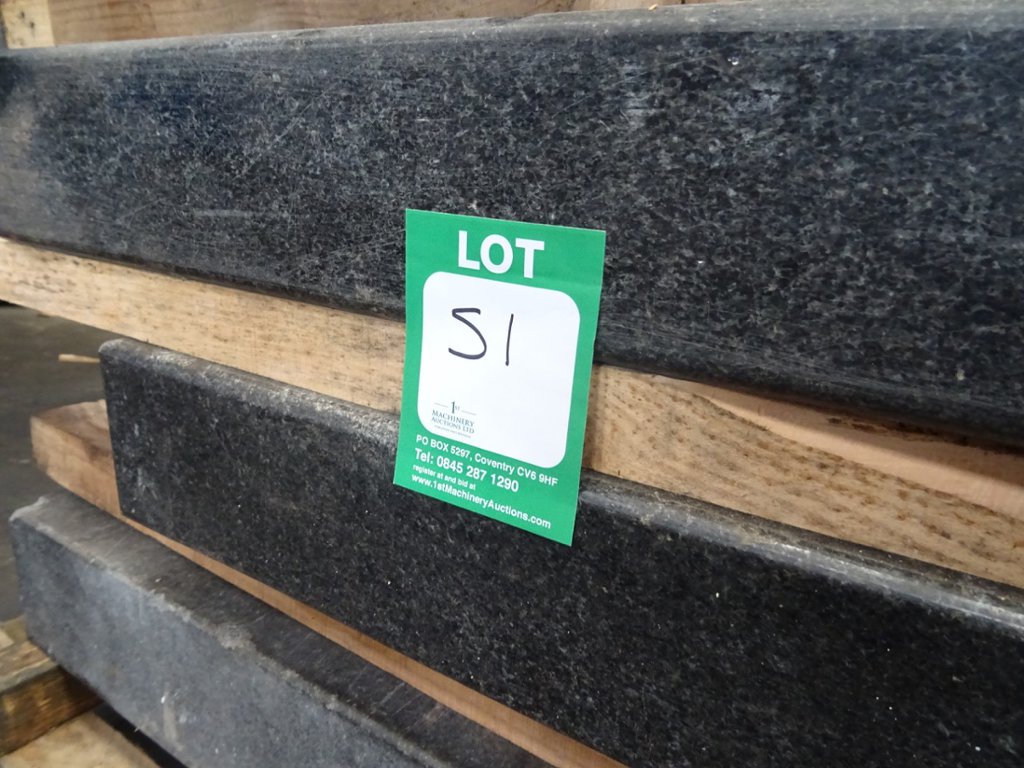 LOT
51
1st
MACHINERY
AUCTIONS LTD
PO BOX 5297, Coventry CV6 9HF
Tel: 0845 287 1290
register at and bid at
www.1stMachineryAuctions.com